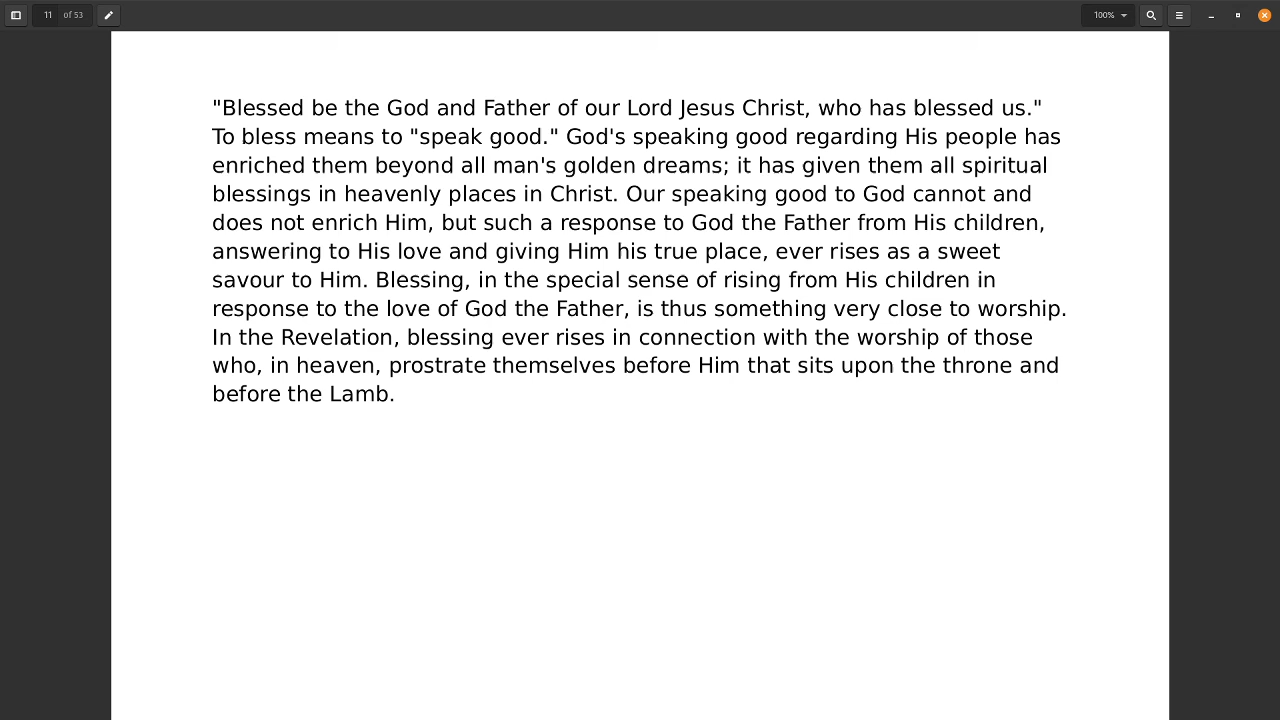 11 of 53
100%
"Blessed be the God and Father of our Lord Jesus Christ, who has blessed us."
To bless means to "speak good." God's speaking good regarding His people has
enriched them beyond all man's golden dreams; it has given them all spiritual
blessings in heavenly places in Christ. Our speaking good to God cannot and
does not enrich Him, but such a response to God the Father from His children,
answering to His love and giving Him his true place, ever rises as a sweet
savour to Him. Blessing, in the special sense of rising from His children in
response to the love of God the Father, is thus something very close to worship.
In the Revelation, blessing ever rises in connection with the worship of those
who, in heaven, prostrate themselves before Him that sits upon the throne and
before the Lamb.